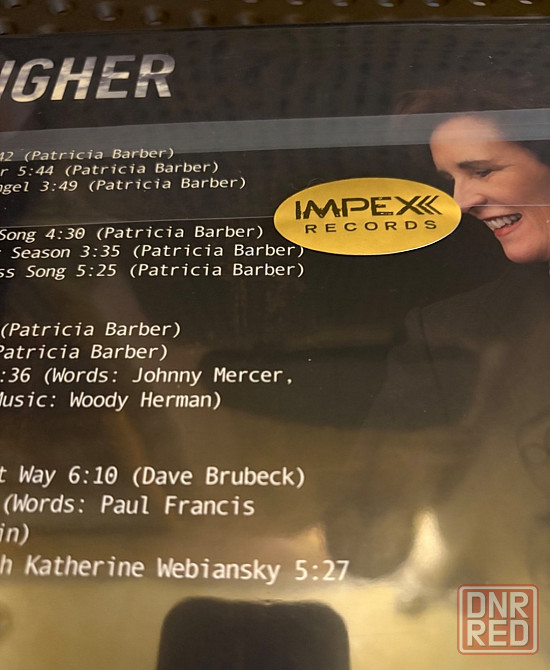 IGHER
42 (Patricia Barber)
r 5:44 (Patricia Barber)
ngel 3:49 (Patricia Barber)
Song 4:30 (Patricia Barber)
r Season 3:35 (Patricia Barber)
ss Song 5:25 (Patricia Barber)
IMPEX
RECORDS
(Patricia Barber)
Patricia Barber)
:36 (Words: Johnny Mercer,
Music: Woody Herman)
t Way 6:10 (Dave Brubeck)
(Words: Paul Francis
in)
h Katherine Webiansky 5:27
DNR
RED